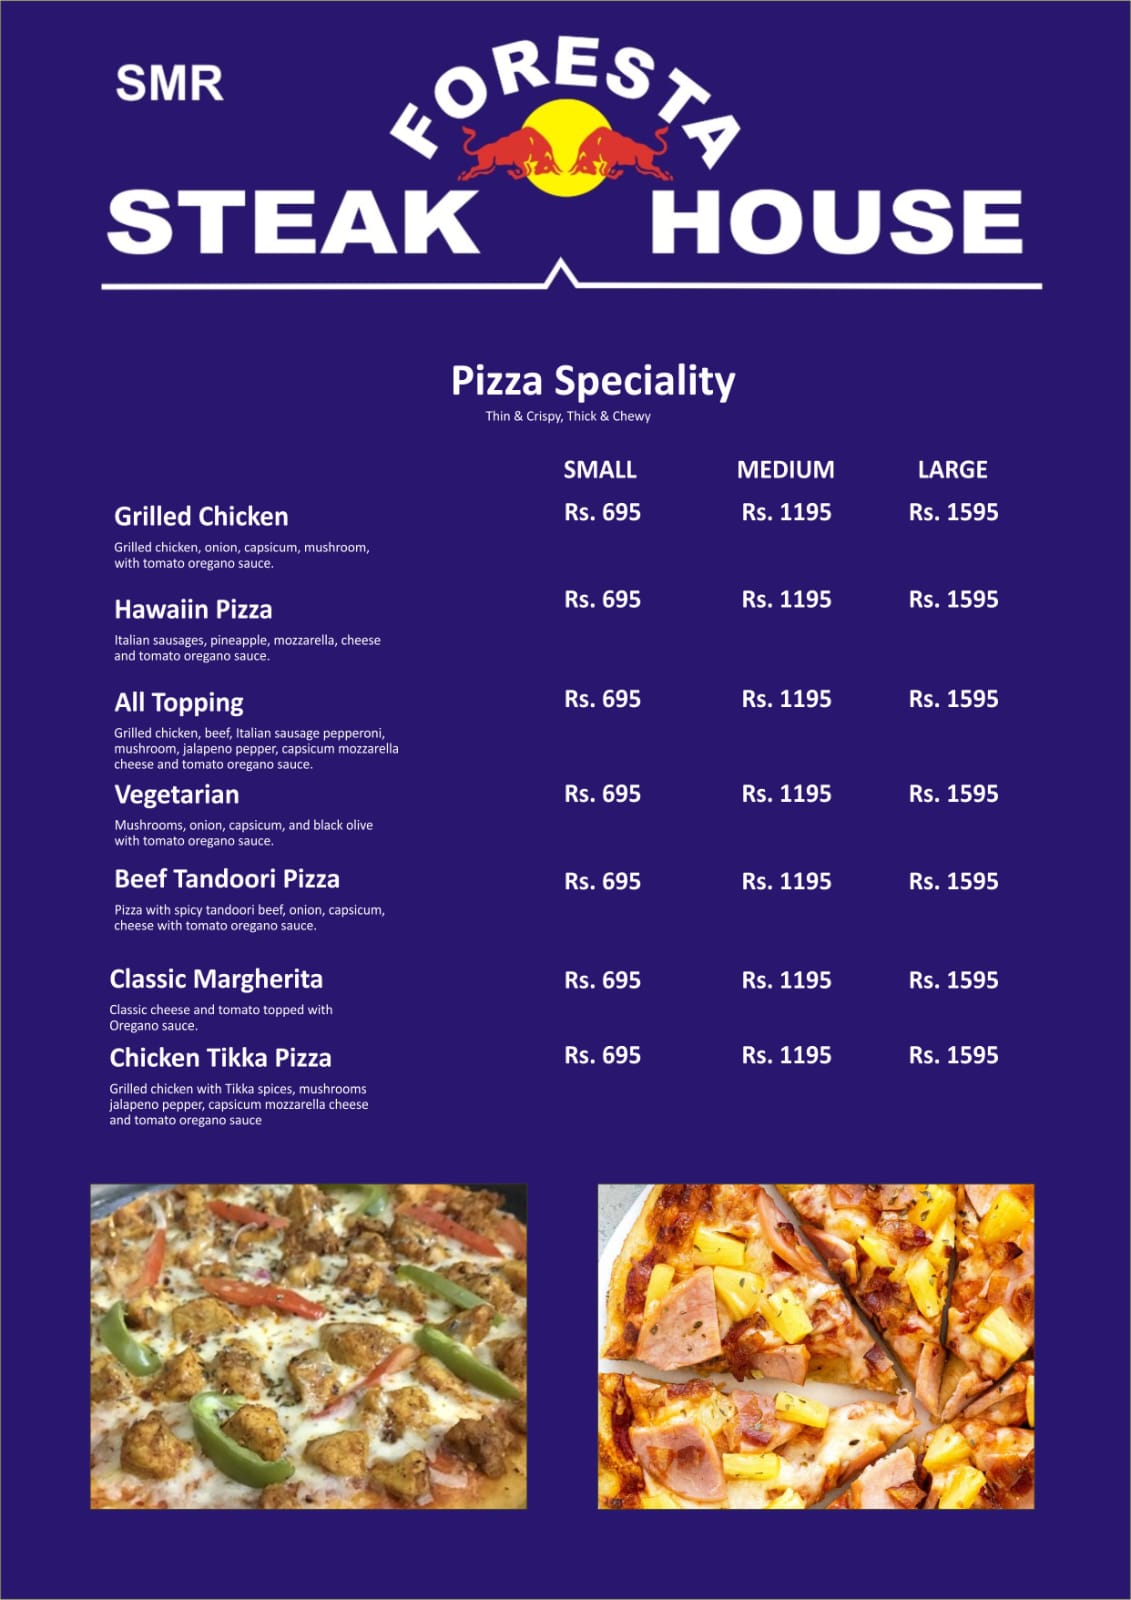 SMR
FORESTA
STEAK HOUSE
Pizza Speciality
Thin & Crispy, Thick & Chewy
SMALL MEDIUM LARGE
Grilled Chicken Rs. 695 Rs. 1195 Rs. 1595
Grilled chicken, onion, capsicum, mushroom,
with tomato oregano sauce.
Hawaiin Pizza Rs. 695 Rs. 1195 Rs. 1595
Italian sausages, pineapple, mozzarella, cheese
and tomato oregano sauce.
All Topping Rs. 695 Rs. 1195 Rs. 1595
Grilled chicken, beef, Italian sausage pepperoni,
mushroom, jalapeno pepper, capsicum mozzarella
cheese and tomato oregano sauce.
Vegetarian Rs. 695 Rs. 1195 Rs. 1595
Mushrooms, onion, capsicum, and black olive
with tomato oregano sauce.
Beef Tandoori Pizza Rs. 695 Rs. 1195 Rs. 1595
Pizza with spicy tandoori beef, onion, capsicum,
cheese with tomato oregano sauce.
Classic Margherita Rs. 695 Rs. 1195 Rs. 1595
Classic cheese and tomato topped with
Oregano sauce.
Chicken Tikka Pizza Rs. 695 Rs. 1195 Rs. 1595
Grilled chicken with Tikka spices, mushrooms
jalapeno pepper, capsicum mozzarella cheese
and tomato oregano sauce